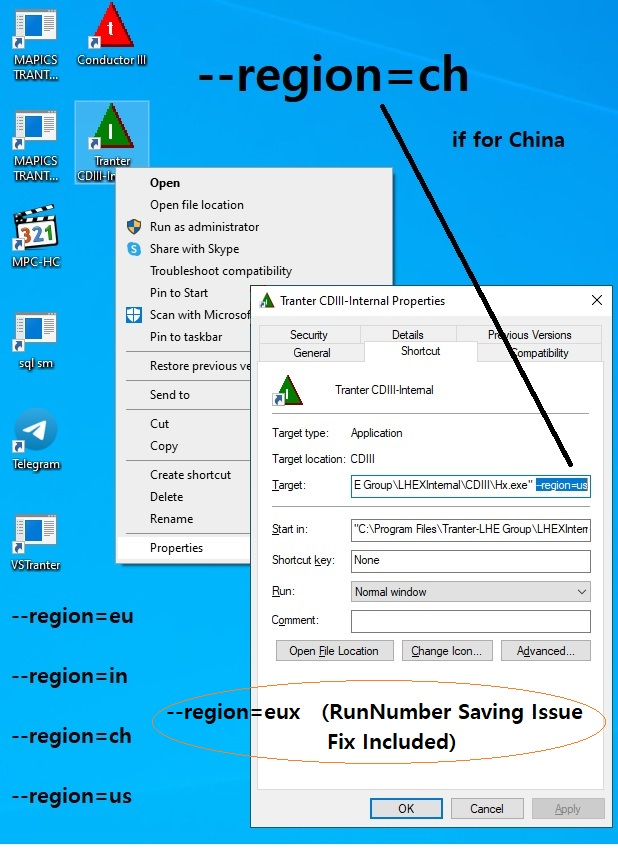 MAPICS
TRANT...
Conductor III
--region=ch
if for China
MAPICS
TRANT...
Tranter
CDIII-In
MPC-HC
sql sm
Telegram
VSTranter
Open
Open file location
Run as administrator
Share with Skype
Troubleshoot compatibility
Pin to Start
Scan with Microsof
Pin to taskbar
Restore previous ve
Send to
Cut
Copy
Create shortcut
Delete
Rename
Properties
Tranter CDIII-Internal Properties
Security Details Previous Versions
General Shortcut Compatibility
Tranter CDIII-Internal
Target type: Application
Target location: CDIII
Target: E Group\LHEXInternal\CDIII\Hx.exe" --region=us
Start in: "C:\Program Files\Tranter-LHE Group\LHEXIntern
Shortcut key: None
Run: Normal window
Comment:
Open File Location Change Icon... Advanced...
OK Cancel Apply
--region=eu
--region=in
--region=eux (RunNumber Saving Issue
Fix Included)
--region=ch
--region=us